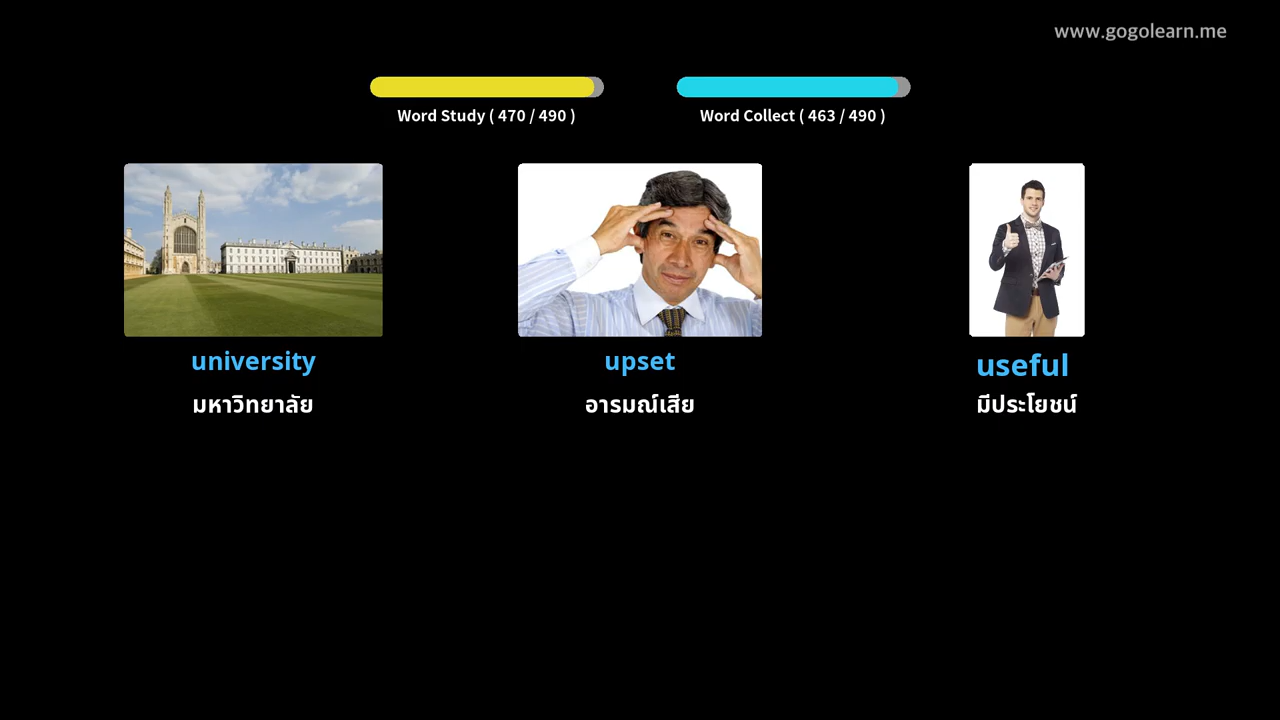 www.gogolearn.me
Word Study ( 470 / 490 )
Word Collect ( 463 / 490 )
university
upset
useful
มหาวิทยาลัย
อารมณ์เสีย
มีประโยชน์